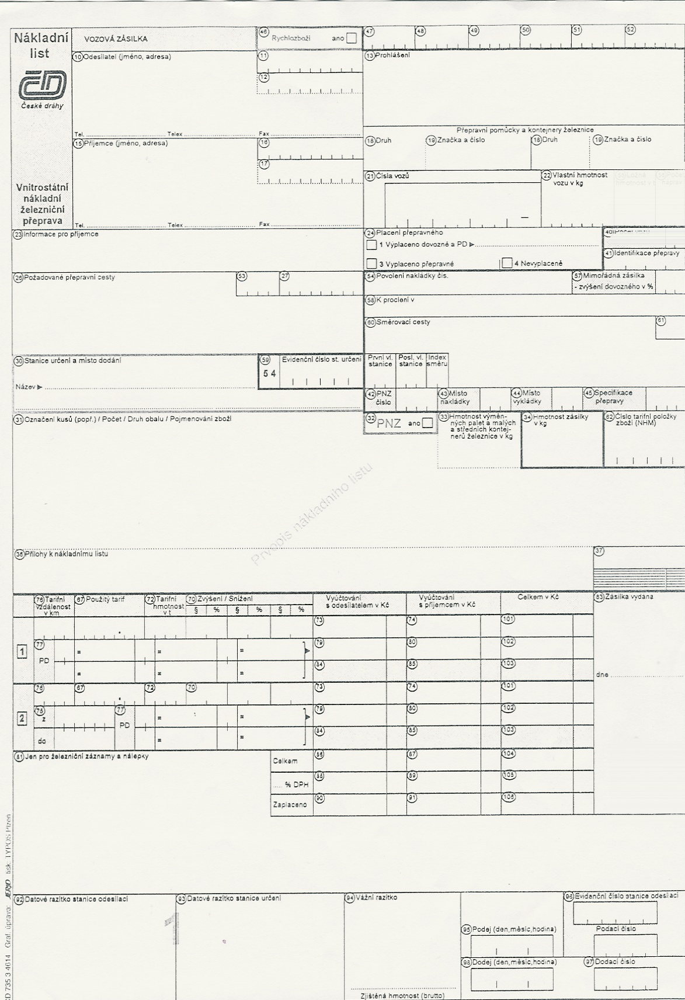 Nákladní list
VOZOVÁ ZÁSILKA
46 Rychlozboží ano
47 48 49 50 51 52
České dráhy
10 Odesílatel (jméno, adresa)
11
12
13 Prohlášení
Tel. Telex Fax
Přepravní pomůcky a kontejnery železnice
15 Příjemce (jméno, adresa)
16
17
18 Druh 19 Značka a číslo 18 Druh 19 Značka a číslo
21 Čísla vozů
22 Vlastní hmotnost
vozu v kg
Vnitrostátní
nákladní
železniční
přeprava
Tel. Telex Fax
23 Informace pro příjemce
24 Placení přepravného
1 Výplaceno dovozné a PD
3 Vyplaceno přepravné 4 Nevyplaceně
40
41 Identifikace přepravy
26 Požadované přepravní cesty
53 27
54 Povolení nakládky čís.
57 Mimořádná zásilka
- zvýšení dovozného v %
58 K proclení v
60 Směrovací cesty
61
30 Stanice určení a místo dodání
59 Evidenční číslo st. určení
54
Název
První vl. stanice
Posl. vl. stanice
Index směru
42 PNZ číslo
43 Místo nakládky
44 Místo vykládky
45 Specifikace přepravy
31 Označení kusů (popř.) / Počet / Druh obalu / Pojmenování zboží
32 PNZ ano
33 Hmotnost výměn-
ných palet a malých
a středních kontej-
nerů železnice v kg
34 Hmotnost zásilky
v kg
62 Číslo tarifní položky
zboží (NHM)
Prvopis nákladního listu
36 Přílohy k nákladnímu listu
37
76 Tarifní vzdálenost v km
67 Použitý tarif
72 Tarifní hmotnost v t
70 Zvýšení / Snížení
§ % § % § %
Vyúčtování
s odesílatelem v Kč
Vyúčtování
s příjemcem v Kč
Celkem v Kč
63 Zásilka vydána
73 74 101
1
77 PD = = = 79 80 102
= = = 84 85 103
dne
76 67 72 70 73 74 101
2
75 z 77 PD = = 79 80 102
do = = 84 85 103
81 Jen pro železniční záznamy a nálepky
Celkem 86 87 104
..... % DPH 88 89 105
Zaplaceno 90 91 106
92 Datové razítko stanice odesílací
93 Datové razítko stanice určení
94 Vážní razítko
1
96 Evidenční číslo stanice odesílací
95 Podej (den,měsíc,hodina)
Podací číslo
98 Dodej (den,měsíc,hodina)
97 Dodací číslo
Zjištěná hmotnost (brutto)
ČD 735 3 4614 Graf. úprava: JERID tisk: TYPOS Plzeň